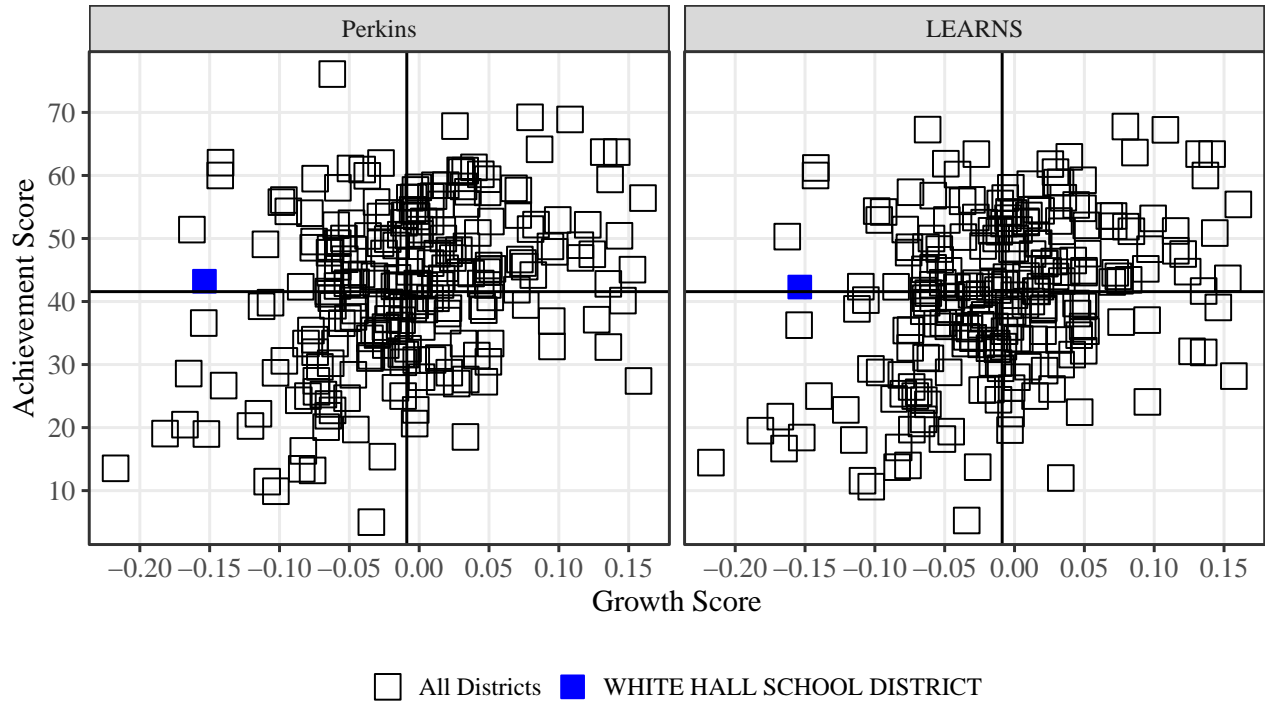 Perkins LEARNS
Achievement Score
70
60
50
40
30
20
10
−0.20 −0.15 −0.10 −0.05 0.00 0.05 0.10 0.15 −0.20 −0.15 −0.10 −0.05 0.00 0.05 0.10 0.15
Growth Score
All Districts WHITE HALL SCHOOL DISTRICT